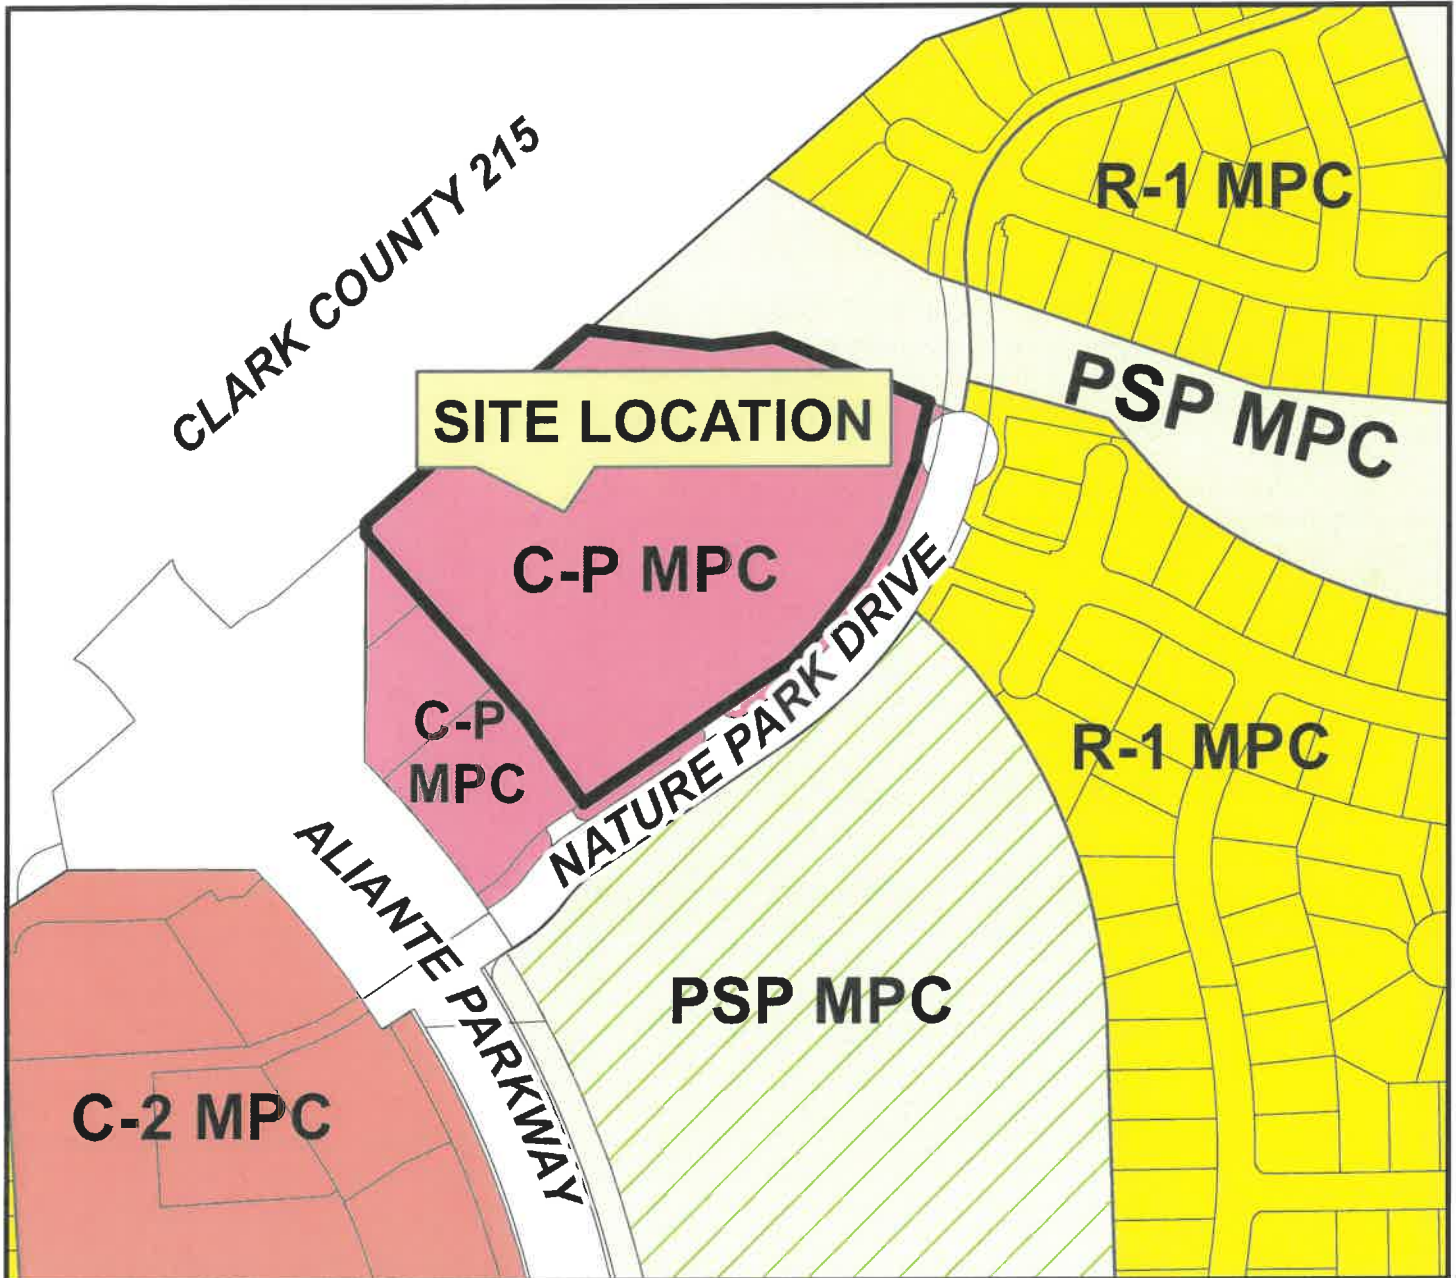 CLARK COUNTY 215
R-1 MPC
PSP MPC
SITE LOCATION
C-P MPC
NATURE PARK DRIVE
C-P
MPC
R-1 MPC
ALIANTE PARKWAY
PSP MPC
C-2 MPC